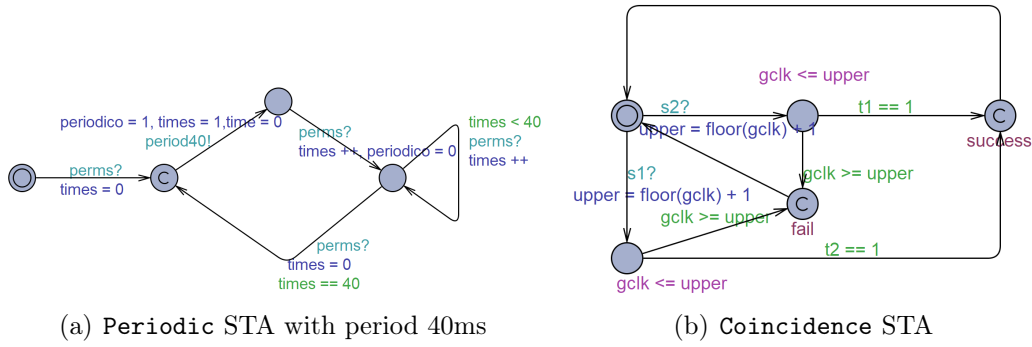 periodico = 1, times = 1,time = 0
period40!
perms?
times = 0
C
perms?
times ++, periodico = 0
times < 40
perms?
times ++
perms?
times = 0
times == 40
(a) Periodic STA with period 40ms
gclk <= upper
s2?
upper = floor(gclk) + 1
t1 == 1
C
success
s1?
upper = floor(gclk) + 1
gclk >= upper
gclk >= upper
C
fail
t2 == 1
gclk <= upper
(b) Coincidence STA